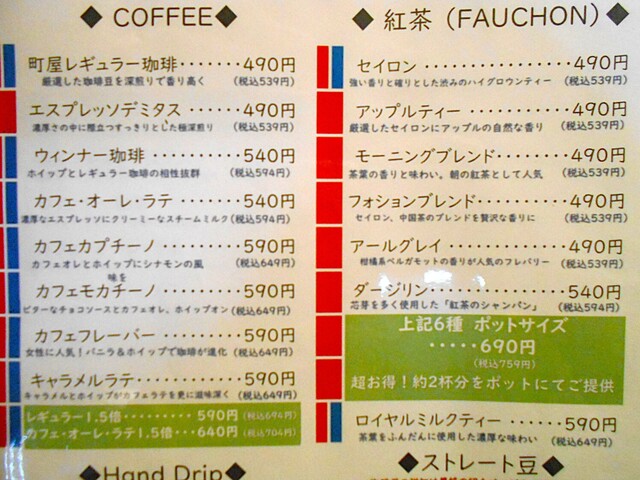 ◆ COFFEE◆
町屋レギュラー珈琲・・・・・・・490円
厳選した珈琲豆を深煎りで香り高く (税込539円)
エスプレッソデミタス・・・・・490円
濃厚さの中に際立つすっきりとした極深煎り (税込539円)
ウィンナー珈琲・・・・・・・・・・540円
ホイップとレギュラー珈琲の相性抜群 (税込594円)
カフェ・オーレ・ラテ・・・・・・540円
濃厚なエスプレッソにクリーミーなスチームミルク(税込594円)
カフェカプチーノ・・・・・・・・590円
カフェオレとホイップにシナモンの風味を (税込649円)
カフェモカチーノ・・・・・・・・590円
ビターなチョコソースとカフェオレ、ホイップオン(税込649円)
カフェフレーバー・・・・・・・・590円
女性に人気！バニラ＆ホイップで珈琲が進化 (税込649円)
キャラメルラテ・・・・・・・・・・590円
キャラメルとホイップがカフェラテを更に滋味深く (税込649円)
レギュラー1.5倍・・・・・・・・・590円(税込694円)
カフェ・オーレ・ラテ1.5倍・・・640円(税込704円)
◆Hand Drip◆
◆ 紅茶（FAUCHON）◆
セイロン・・・・・・・・・・・・・・490円
強い香りと確りとした渋みのハイグロウンティー (税込539円)
アップルティー・・・・・・・・・・490円
厳選したセイロンにアップルの自然な香り (税込539円)
モーニングブレンド・・・・・・・490円
茶葉の香りと味わい。朝の紅茶として人気 (税込539円)
フォションブレンド・・・・・・・490円
セイロン、中国茶のブレンドを贅沢な香りに (税込539円)
アールグレイ・・・・・・・・・・・490円
柑橘系ベルガモットの香りが人気のフレバリー (税込539円)
ダージリン・・・・・・・・・・・・540円
芯芽を多く使用した「紅茶のシャンパン」 (税込594円)
上記6種 ポットサイズ
・・・・・690円
(税込759円)
超お得！約2杯分をポットにてご提供
ロイヤルミルクティー・・・・・590円
茶葉をふんだんに使用した濃厚な味わい (税込649円)
◆ストレート豆◆